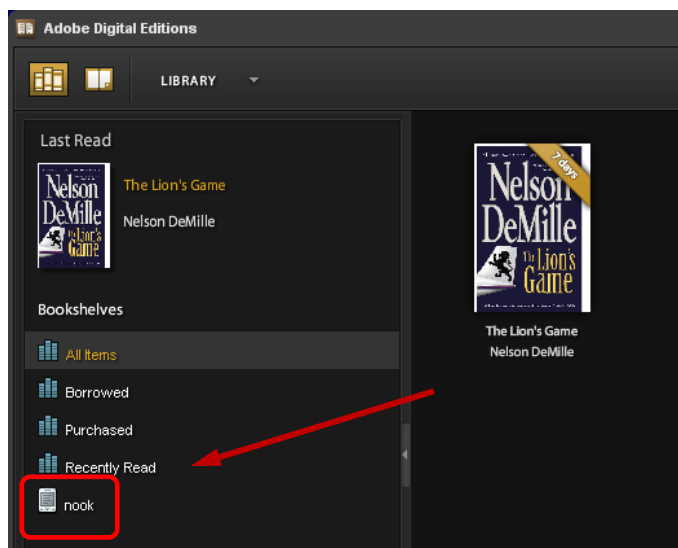 Adobe Digital Editions
LIBRARY
Last Read
Nelson
DeMille
The Lion's
Game
The Lion's Game
Nelson DeMille
Bookshelves
All Items
Borrowed
Purchased
Recently Read
nook
7 days
Nelson
DeMille
The Lion's
Game
The Lion's Game
Nelson DeMille